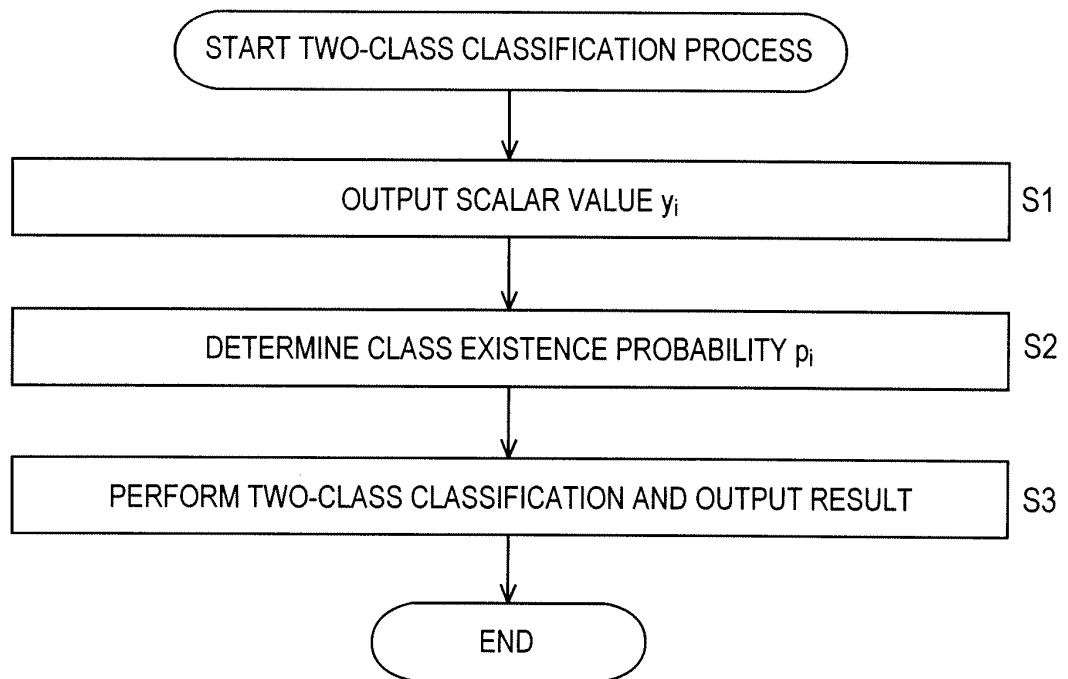 START TWO-CLASS CLASSIFICATION PROCESS
OUTPUT SCALAR VALUE yi
S1
DETERMINE CLASS EXISTENCE PROBABILITY pi
S2
PERFORM TWO-CLASS CLASSIFICATION AND OUTPUT RESULT
S3
END